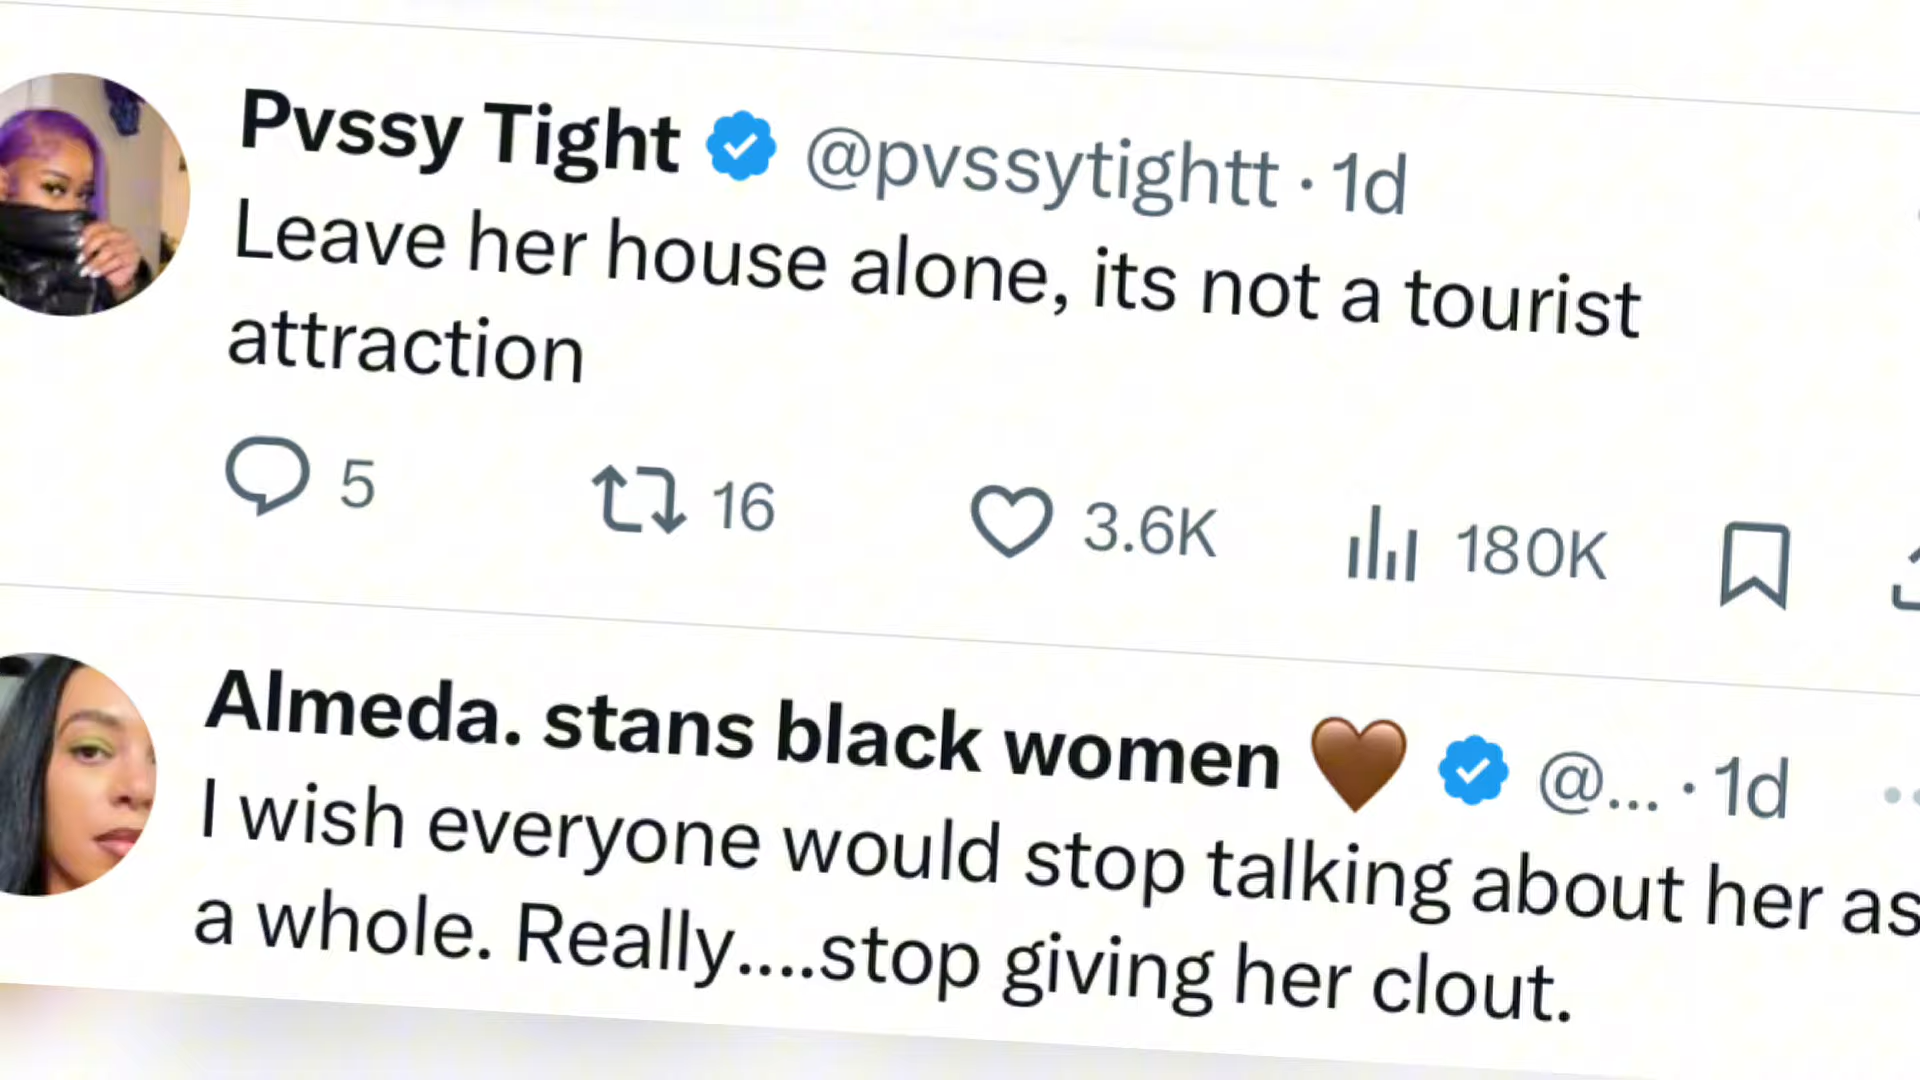 Pvssy Tight @pvssytightt · 1d
Leave her house alone, its not a tourist
attraction
5 16 3.6K 180K
Almeda. stans black women 🤎 @... · 1d
I wish everyone would stop talking about her as
a whole. Really....stop giving her clout.